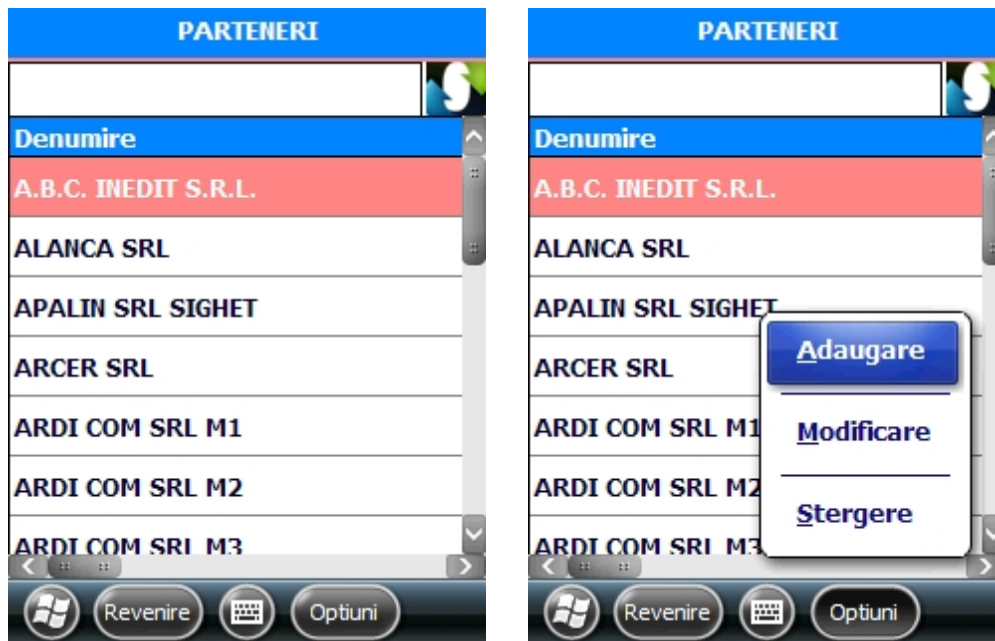 PARTENERI
S
Denumire
A.B.C. INEDIT S.R.L.
ALANCA SRL
APALIN SRL SIGHET
ARCER SRL
ARDI COM SRL M1
ARDI COM SRL M2
ARDI COM SRL M3
Revenire
Optiuni
PARTENERI
S
Denumire
A.B.C. INEDIT S.R.L.
ALANCA SRL
APALIN SRL SIGHET
ARCER SRL
ARDI COM SRL M1
ARDI COM SRL M2
ARDI COM SRL M3
Adaugare
Modificare
Stergere
Revenire
Optiuni